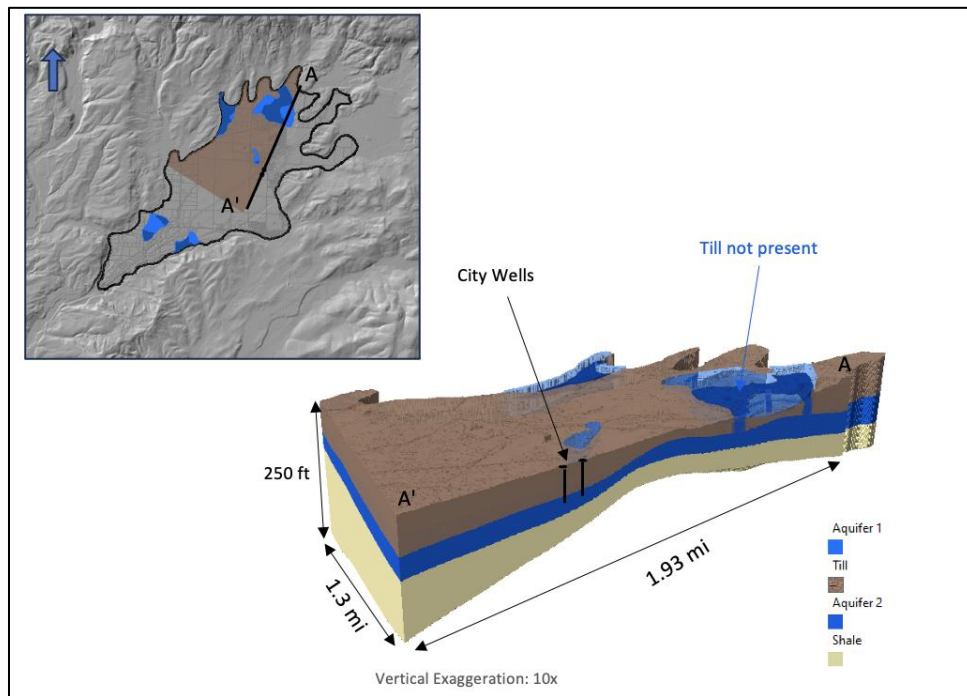 A
A'
Till not present
City Wells
A
250 ft
A'
1.93 mi
1.3 mi
Aquifer 1
Till
Aquifer 2
Shale
Vertical Exaggeration: 10x